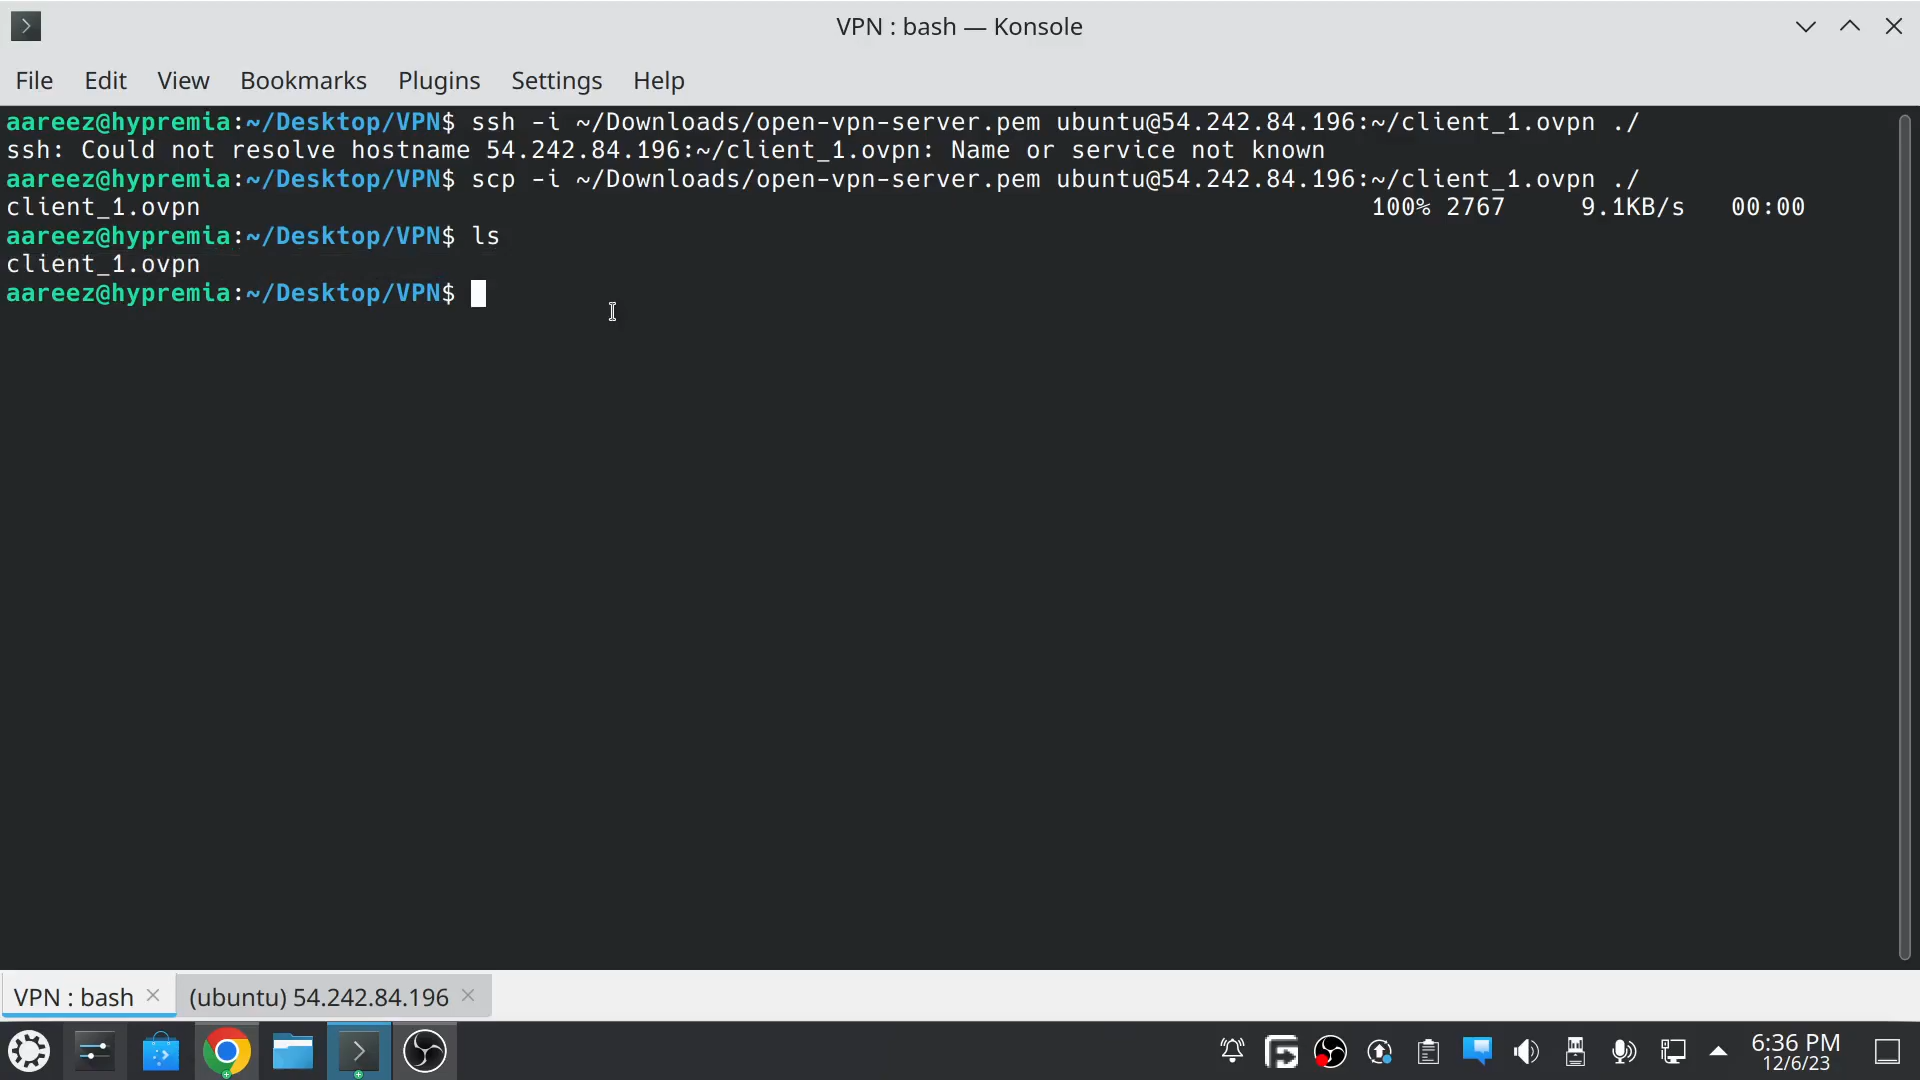 VPN : bash — Konsole
File Edit View Bookmarks Plugins Settings Help
aareez@hypremia:~/Desktop/VPN$ ssh -i ~/Downloads/open-vpn-server.pem ubuntu@54.242.84.196:~/client_1.ovpn ./
ssh: Could not resolve hostname 54.242.84.196:~/client_1.ovpn: Name or service not known
aareez@hypremia:~/Desktop/VPN$ scp -i ~/Downloads/open-vpn-server.pem ubuntu@54.242.84.196:~/client_1.ovpn ./
client_1.ovpn 100% 2767 9.1KB/s 00:00
aareez@hypremia:~/Desktop/VPN$ ls
client_1.ovpn
aareez@hypremia:~/Desktop/VPN$
VPN : bash (ubuntu) 54.242.84.196
6:36 PM
12/6/23